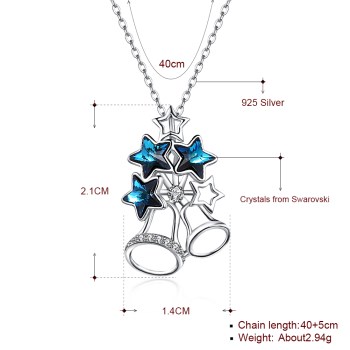 40cm
925 Silver
2.1CM
Crystals from Swarovski
1.4CM
Chain length:40+5cm
Weight: About2.94g